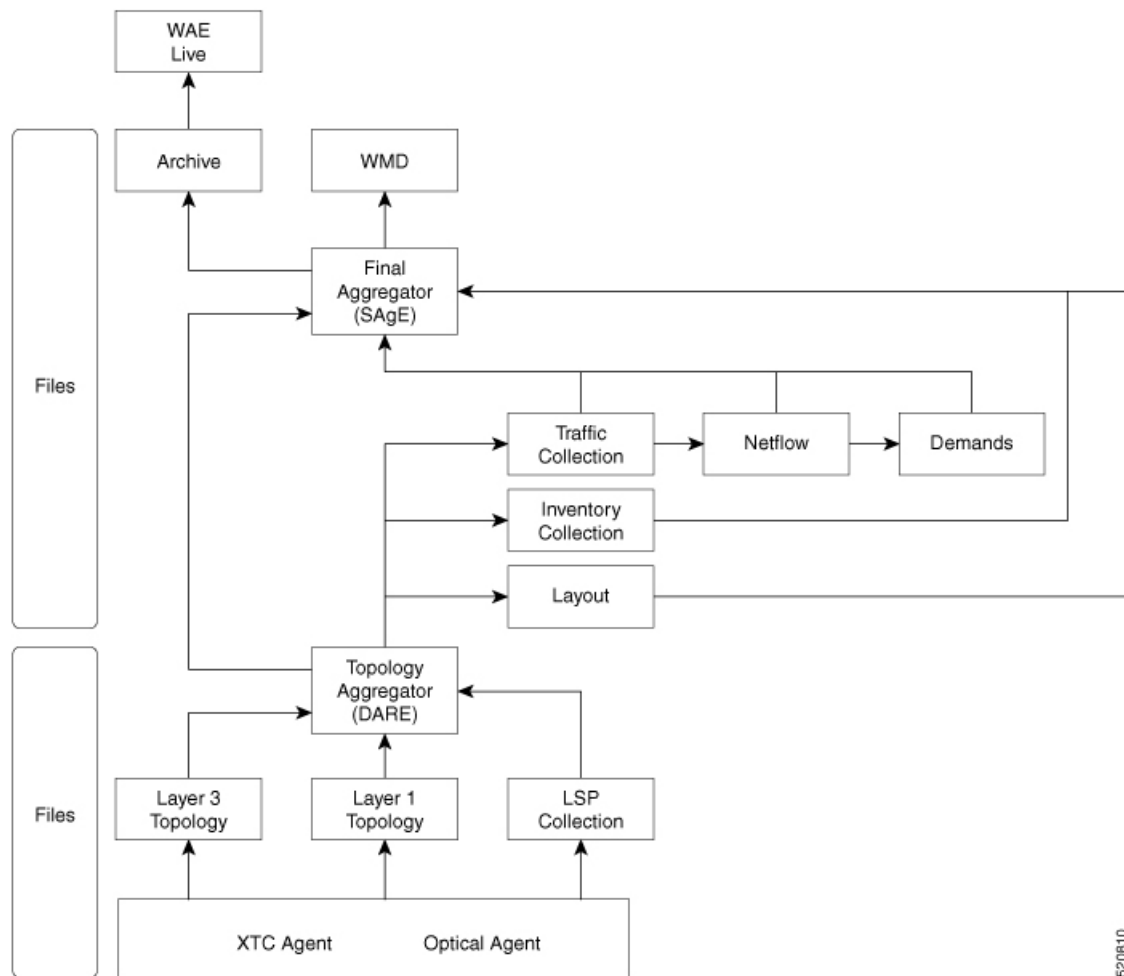 WAE
Live
Archive
WMD
Final
Aggregator
(SAgE)
Files
Traffic
Collection
Netflow
Demands
Inventory
Collection
Layout
Topology
Aggregator
(DARE)
Files
Layer 3
Topology
Layer 1
Topology
LSP
Collection
XTC Agent
Optical Agent
520810